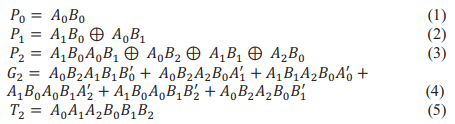 P₀ = A₀B₀ (1)
P₁ = A₁B₀ ⊕ A₀B₁ (2)
P₂ = A₁B₀A₀B₁ ⊕ A₀B₂ ⊕ A₁B₁ ⊕ A₂B₀ (3)
G₂ = A₀B₂A₁B₁B₀′ + A₀B₂A₂B₀A₁′ + A₁B₁A₂B₀A₀′ +
A₁B₀A₀B₁A₂′ + A₁B₀A₀B₁B₂′ + A₀B₂A₂B₀B₁′ (4)
T₂ = A₀A₁A₂B₀B₁B₂ (5)